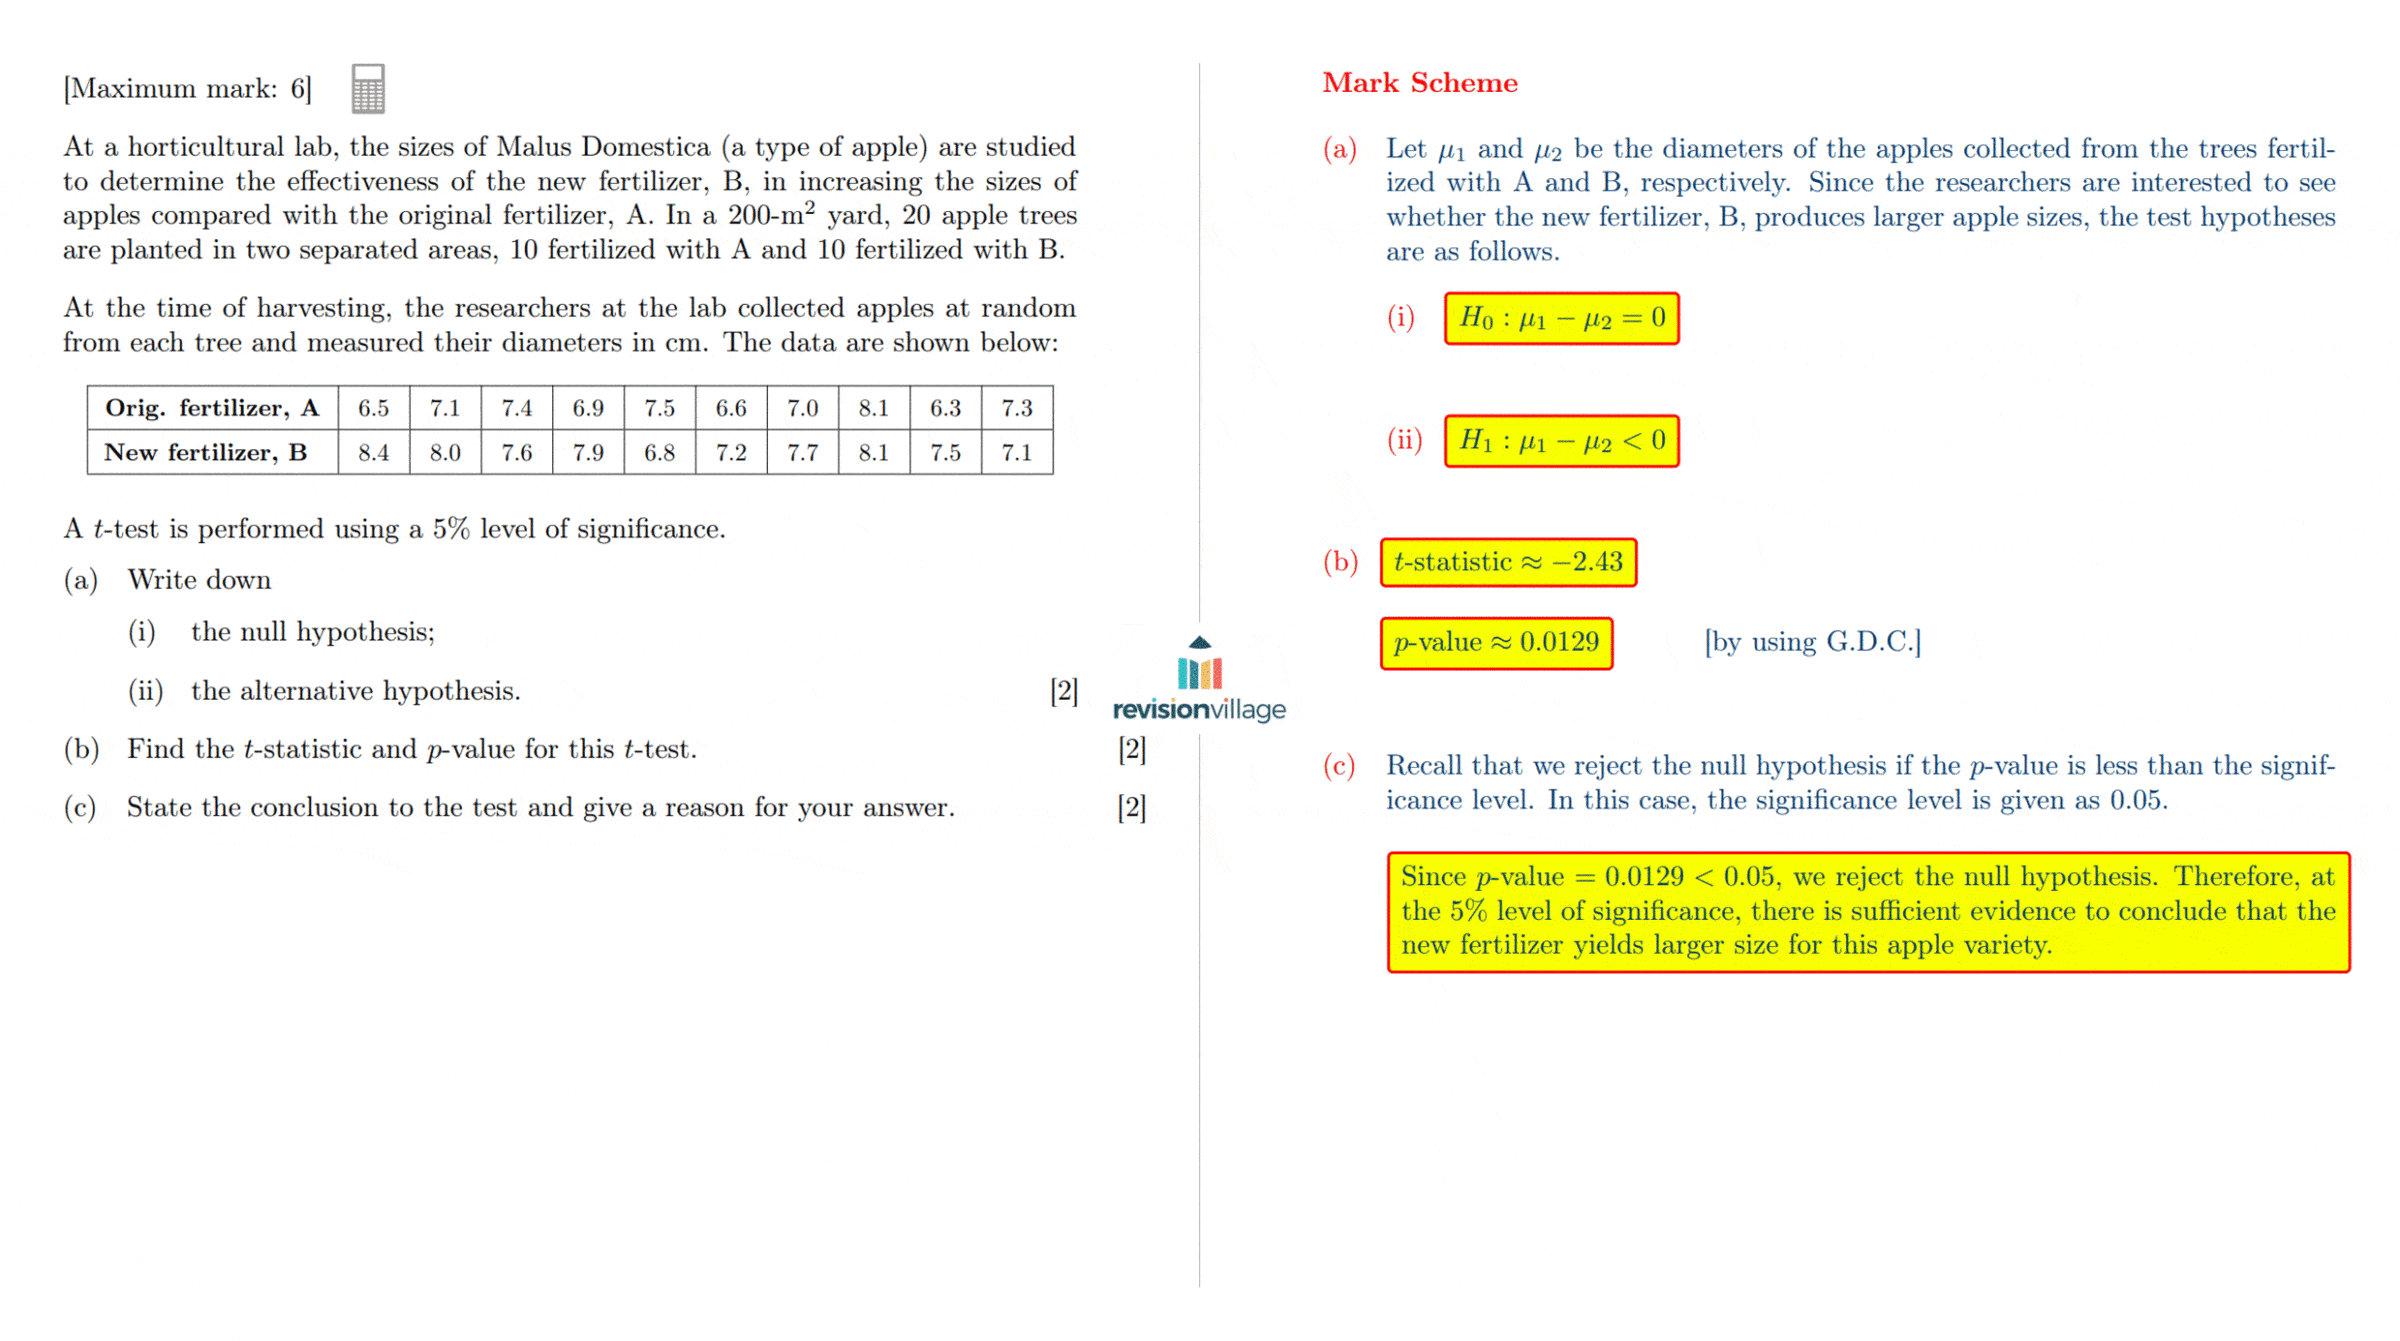 [Maximum mark: 6]
At a horticultural lab, the sizes of Malus Domestica (a type of apple) are studied
to determine the effectiveness of the new fertilizer, B, in increasing the sizes of
apples compared with the original fertilizer, A. In a 200-m² yard, 20 apple trees
are planted in two separated areas, 10 fertilized with A and 10 fertilized with B.
At the time of harvesting, the researchers at the lab collected apples at random
from each tree and measured their diameters in cm. The data are shown below:
Orig. fertilizer, A 6.5 7.1 7.4 6.9 7.5 6.6 7.0 8.1 6.3 7.3
New fertilizer, B 8.4 8.0 7.6 7.9 6.8 7.2 7.7 8.1 7.5 7.1
A t-test is performed using a 5% level of significance.
(a) Write down
(i) the null hypothesis;
(ii) the alternative hypothesis. [2]
(b) Find the t-statistic and p-value for this t-test. [2]
(c) State the conclusion to the test and give a reason for your answer. [2]
revisionvillage
Mark Scheme
(a) Let μ₁ and μ₂ be the diameters of the apples collected from the trees fertil-
ized with A and B, respectively. Since the researchers are interested to see
whether the new fertilizer, B, produces larger apple sizes, the test hypotheses
are as follows.
(i) H₀ : μ₁ − μ₂ = 0
(ii) H₁ : μ₁ − μ₂ < 0
(b) t-statistic ≈ −2.43
p-value ≈ 0.0129 [by using G.D.C.]
(c) Recall that we reject the null hypothesis if the p-value is less than the signif-
icance level. In this case, the significance level is given as 0.05.
Since p-value = 0.0129 < 0.05, we reject the null hypothesis. Therefore, at
the 5% level of significance, there is sufficient evidence to conclude that the
new fertilizer yields larger size for this apple variety.